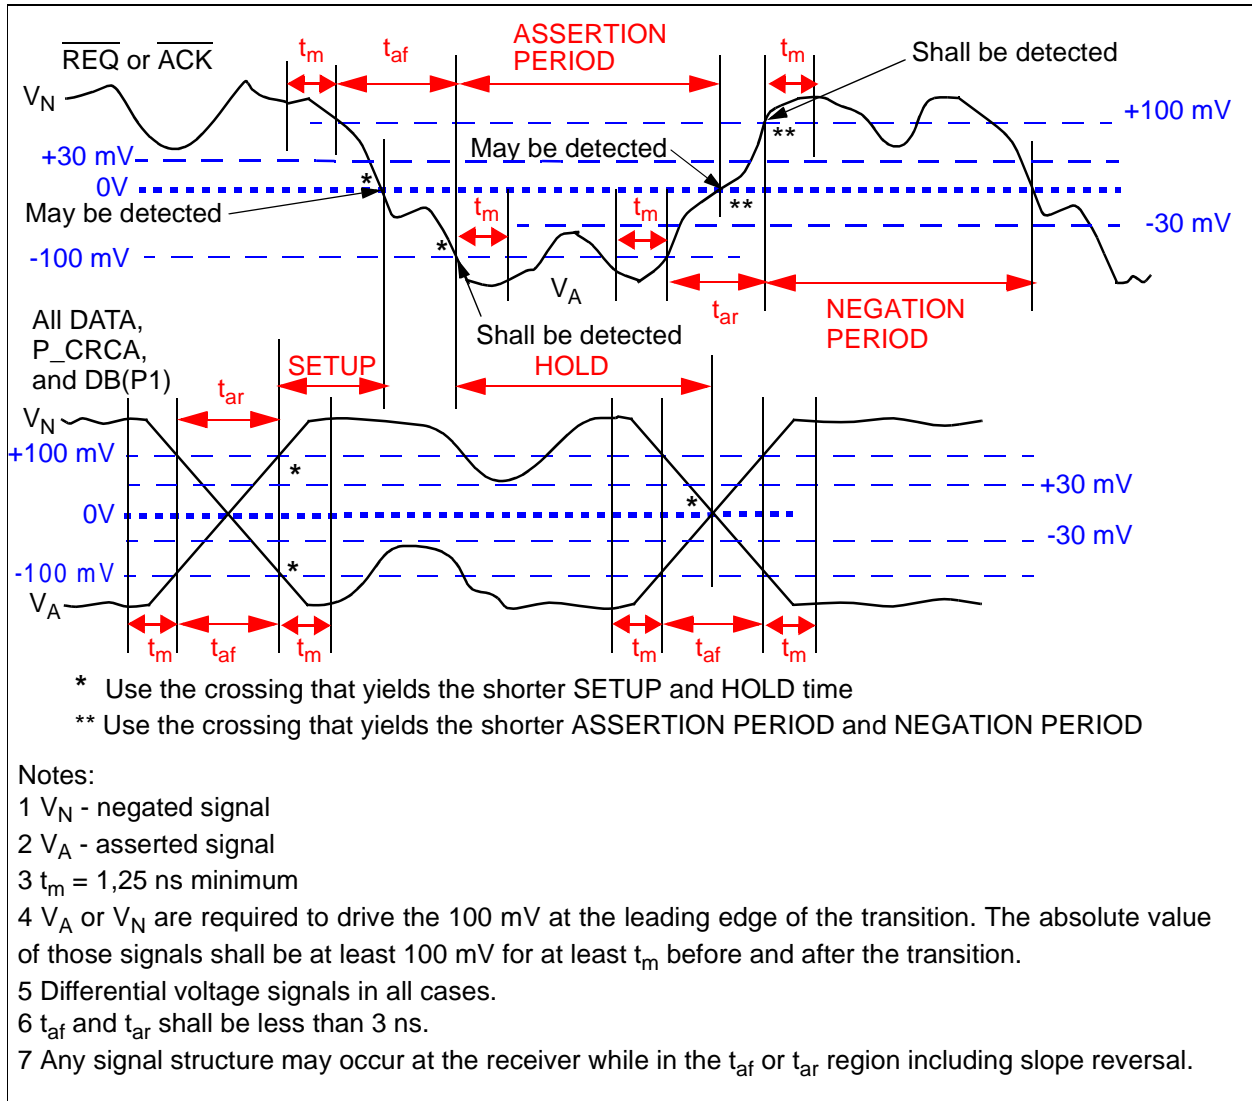 REQ or ACK
t_m
t_af
ASSERTION
PERIOD
t_m
Shall be detected
V_N
+100 mV
**
May be detected
+30 mV
0V
*
May be detected
t_m
t_m
**
-30 mV
*
-100 mV
V_A
t_ar
NEGATION
PERIOD
Shall be detected
All DATA,
P_CRCA,
and DB(P1)
SETUP
HOLD
t_ar
V_N
+100 mV
*
+30 mV
0V
*
-30 mV
-100 mV
*
V_A
t_m
t_af
t_m
t_m
t_af
t_m
* Use the crossing that yields the shorter SETUP and HOLD time
** Use the crossing that yields the shorter ASSERTION PERIOD and NEGATION PERIOD
Notes:
1 V_N - negated signal
2 V_A - asserted signal
3 t_m = 1,25 ns minimum
4 V_A or V_N are required to drive the 100 mV at the leading edge of the transition. The absolute value
of those signals shall be at least 100 mV for at least t_m before and after the transition.
5 Differential voltage signals in all cases.
6 t_af and t_ar shall be less than 3 ns.
7 Any signal structure may occur at the receiver while in the t_af or t_ar region including slope reversal.